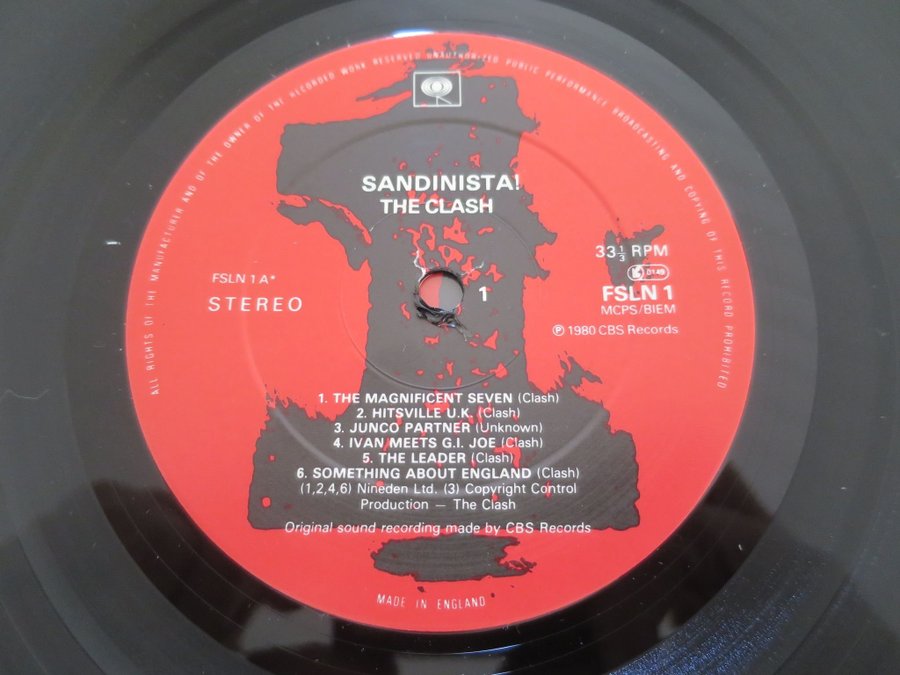 ALL RIGHTS OF THE MANUFACTURER AND OF THE OWNER OF THE RECORDED WORK RESERVED UNAUTHORIZED PUBLIC PERFORMANCE BROADCASTING AND COPYING OF THIS RECORD PROHIBITED
SANDINISTA!
THE CLASH
33⅓ RPM
FSLN 1 A*
STEREO
1
FSLN 1
MCPS/BIEM
℗ 1980 CBS Records
1. THE MAGNIFICENT SEVEN (Clash)
2. HITSVILLE U.K. (Clash)
3. JUNCO PARTNER (Unknown)
4. IVAN MEETS G.I. JOE (Clash)
5. THE LEADER (Clash)
6. SOMETHING ABOUT ENGLAND (Clash)
(1,2,4,6) Nineden Ltd. (3) Copyright Control
Production — The Clash
Original sound recording made by CBS Records
MADE IN ENGLAND